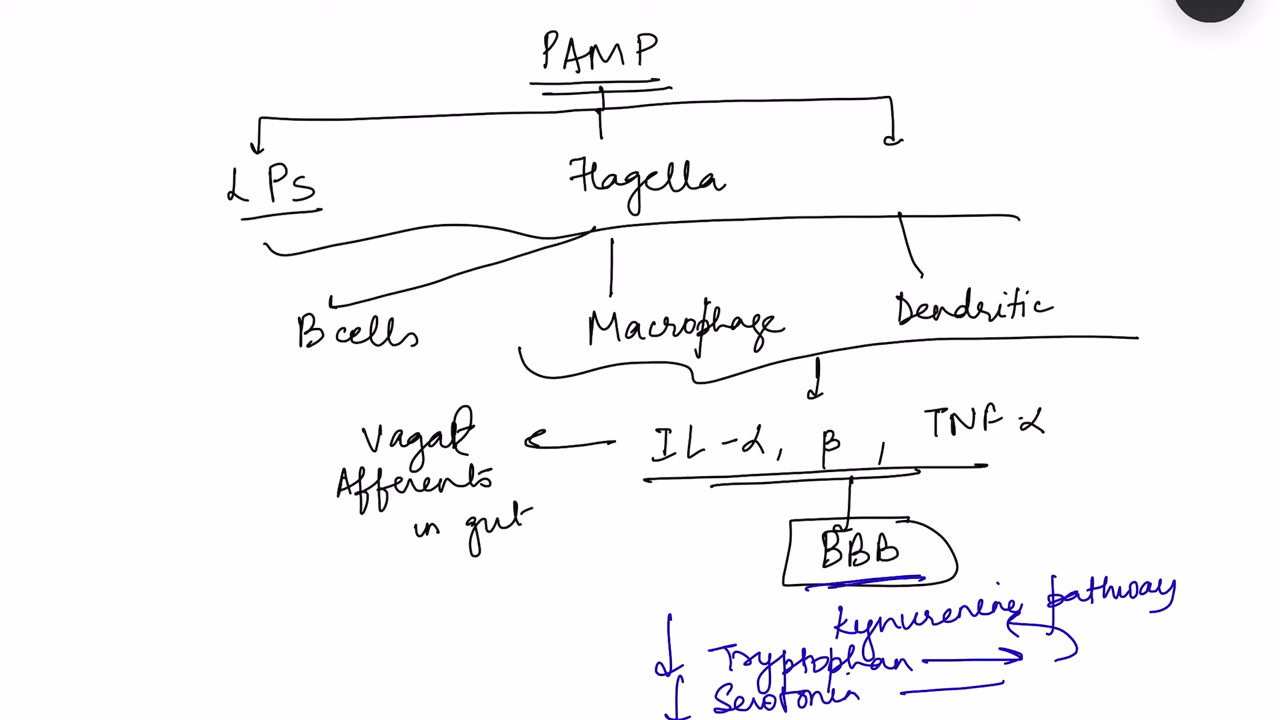 PAMP
LPS
Flagella
B cells
Macrophage
Dendritic
IL-α, β, TNF α
Vagal
Afferents
in gut
BBB
kynurenine pathway
↓ Tryptophan →
↓ Serotonin